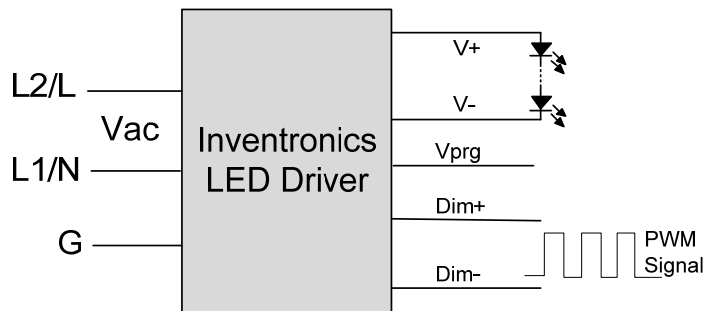 L2/L
Vac
L1/N
G
Inventronics
LED Driver
V+
V-
Vprg
Dim+
Dim-
PWM
Signal